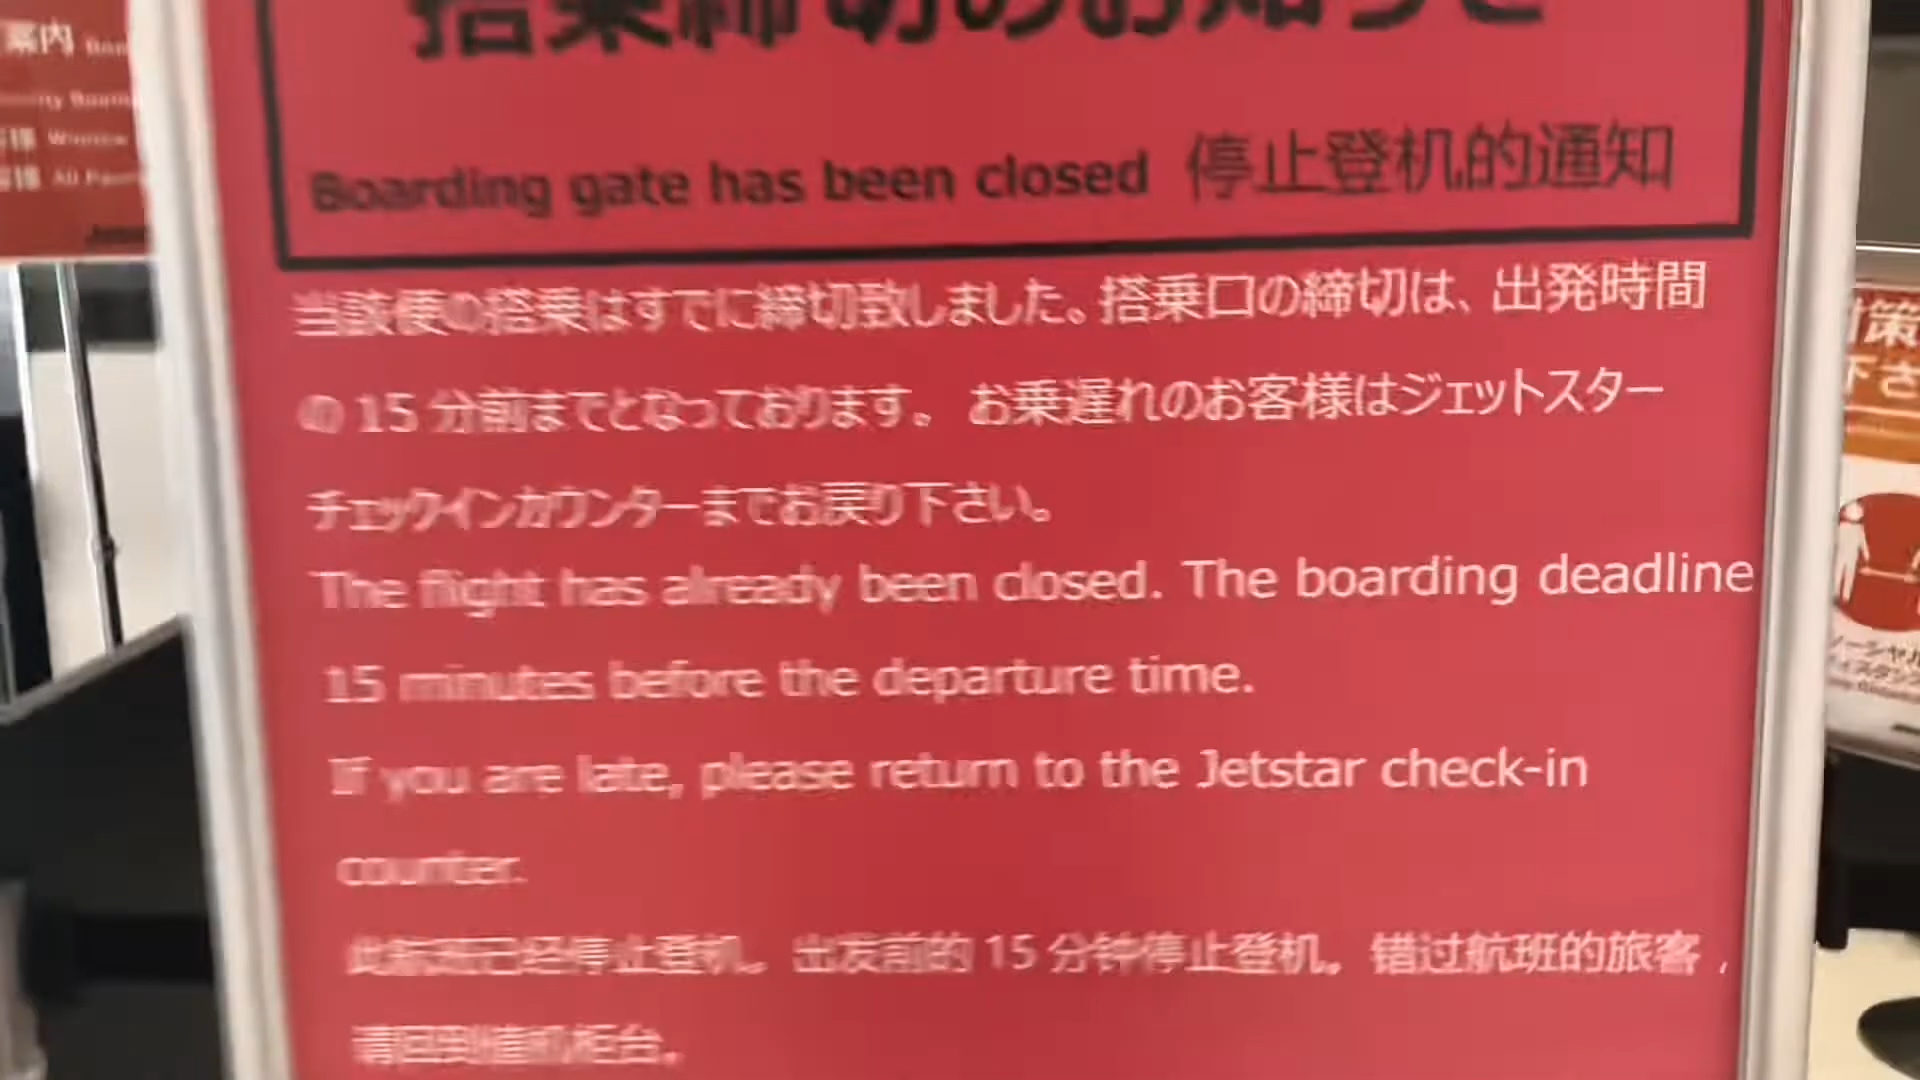 搭乗締切のお知らせ
Boarding gate has been closed 停止登机的通知
当該便の搭乗はすでに締切致しました。搭乗口の締切は、出発時間
の 15 分前までとなっております。 お乗遅れのお客様はジェットスター
チェックインカウンターまでお戻り下さい。
The flight has already been closed. The boarding deadline
15 minutes before the departure time.
If you are late, please return to the Jetstar check-in
counter.
此航班已经停止登机。出发前的 15 分钟停止登机。错过航班的旅客，
请回到值机柜台。
案内
策
下さ